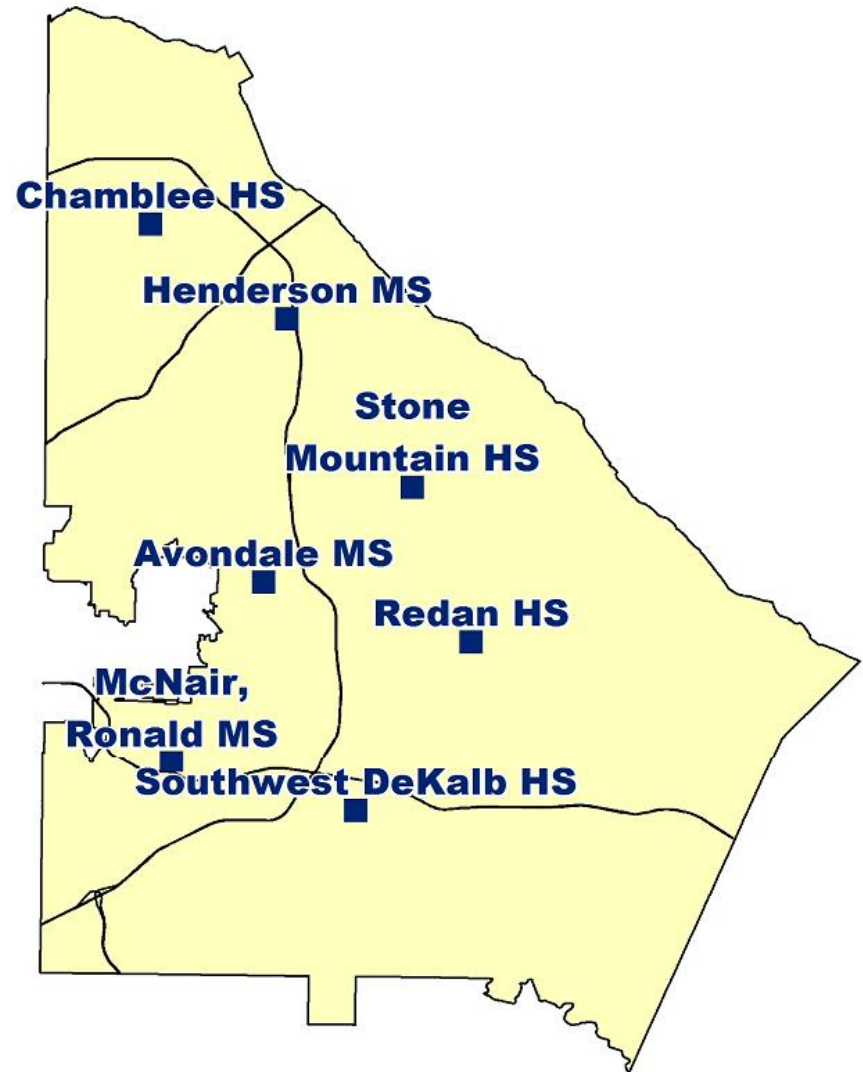 Chamblee HS
Henderson MS
Stone
Mountain HS
Avondale MS
Redan HS
McNair,
Ronald MS
Southwest DeKalb HS